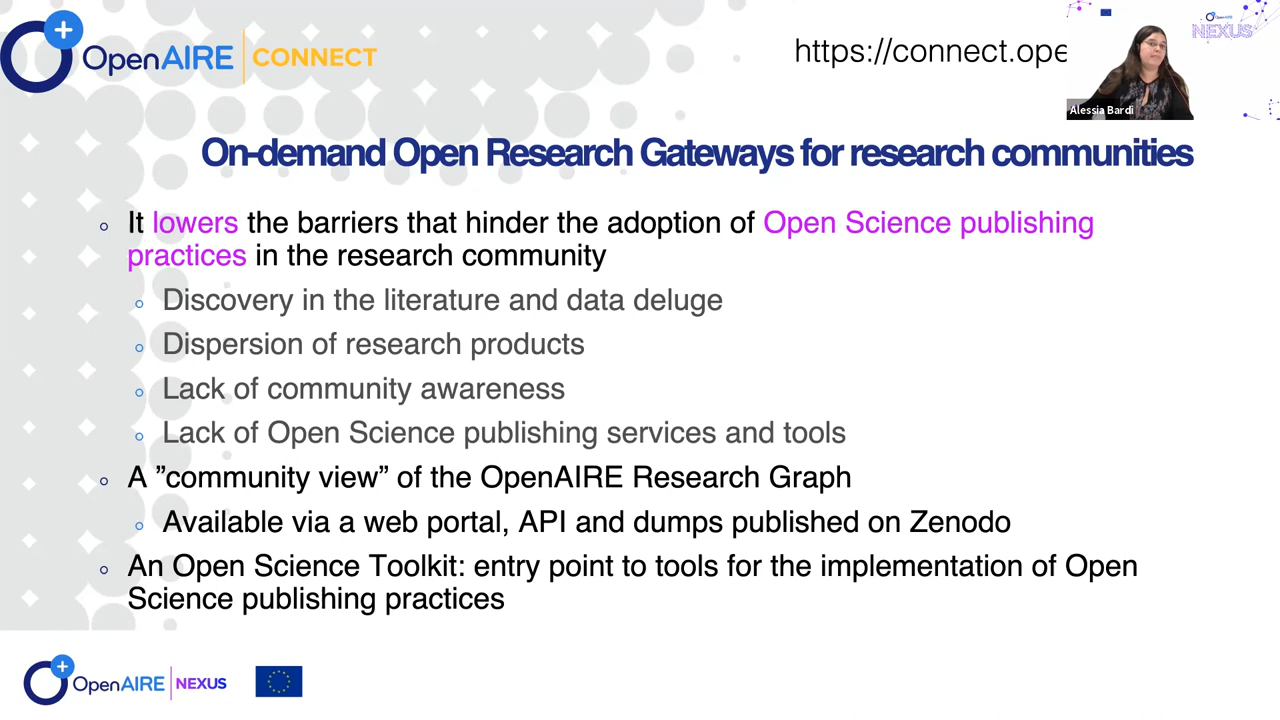 OpenAIRE CONNECT
https://connect.ope
OpenAIRE
NEXUS
Alessia Bardi
On-demand Open Research Gateways for research communities
It lowers the barriers that hinder the adoption of Open Science publishing
practices in the research community
Discovery in the literature and data deluge
Dispersion of research products
Lack of community awareness
Lack of Open Science publishing services and tools
A ”community view” of the OpenAIRE Research Graph
Available via a web portal, API and dumps published on Zenodo
An Open Science Toolkit: entry point to tools for the implementation of Open
Science publishing practices
OpenAIRE NEXUS